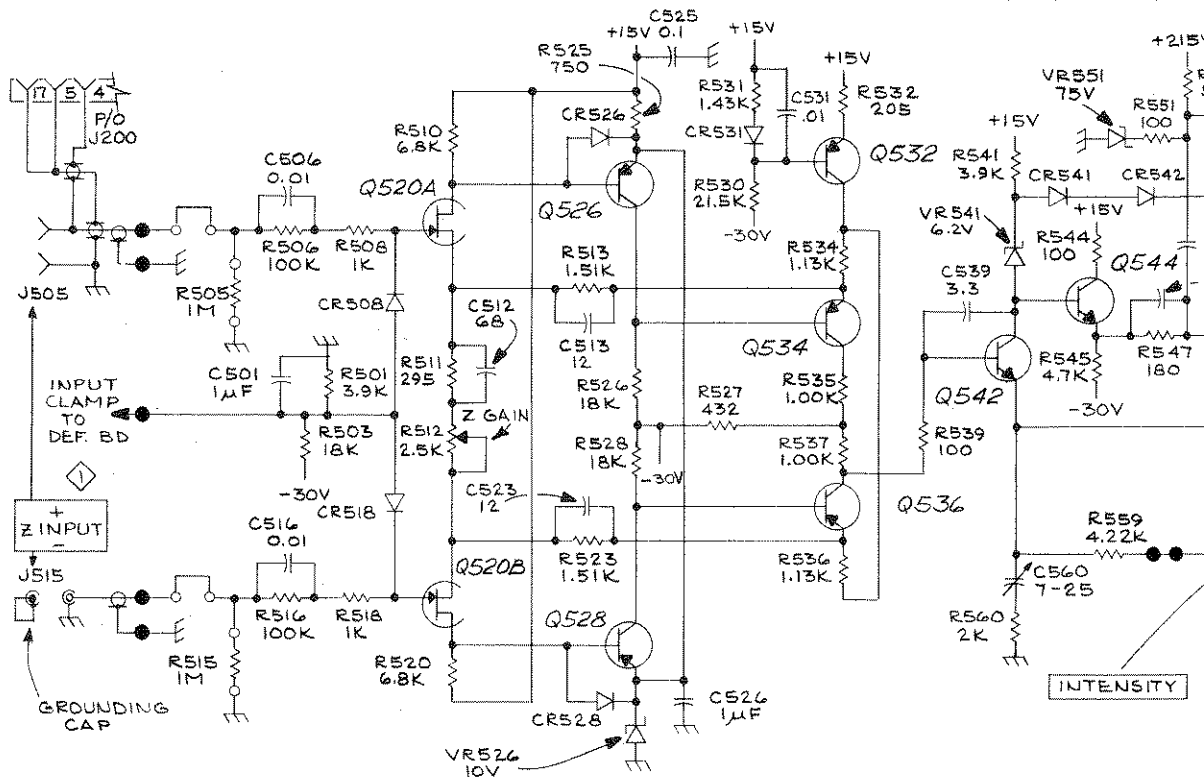 17 5 4
P/O
J200
J505
R505
1M
C506
0.01
R506
100K
R508
1K
R510
6.8K
Q520A
CR508
C501
1µF
R501
3.9K
R503
18K
-30V
INPUT
CLAMP
TO
DEF. BD
1
+
Z INPUT
-
J515
GROUNDING
CAP
R515
1M
C516
0.01
R516
100K
R518
1K
CR518
Q520B
R520
6.8K
R511
295
C512
68
Z GAIN
R512
2.5K
C523
12
R523
1.51K
R513
1.51K
C513
12
+15V
C525
0.1
R525
750
CR526
Q526
R526
18K
R527
432
R528
18K
-30V
Q528
CR528
VR526
10V
C526
1µF
+15V
R531
1.43K
CR531
C531
.01
R530
21.5K
-30V
+15V
R532
205
Q532
R534
1.13K
Q534
R535
1.00K
R537
1.00K
Q536
R536
1.13K
R539
100
C539
3.3
Q542
+15V
R541
3.9K
VR541
6.2V
CR541
CR542
+15V
R544
100
Q544
R545
4.7K
-30V
R547
180
VR551
75V
R551
100
+215V
R559
4.22K
C560
7-25
R560
2K
INTENSITY